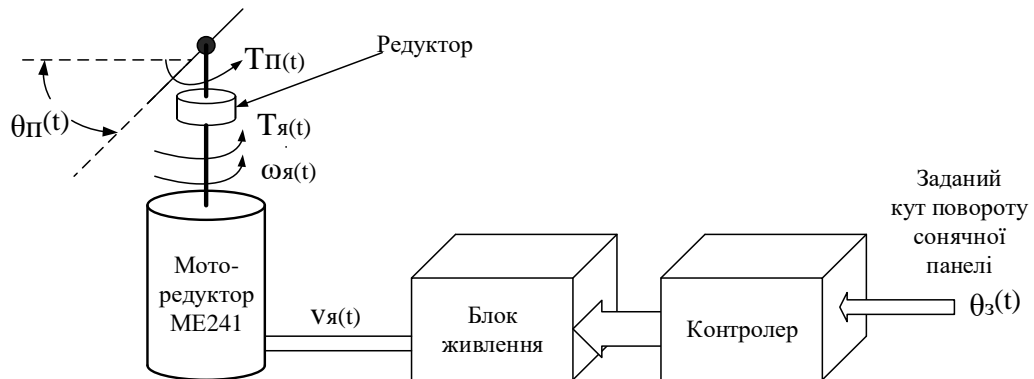 Редуктор
Tп(t)
θп(t)
Tя(t)
ωя(t)
Заданий
кут повороту
сонячної
панелі
θз(t)
Мото-
редуктор
МЕ241
vя(t)
Блок
живлення
Контролер